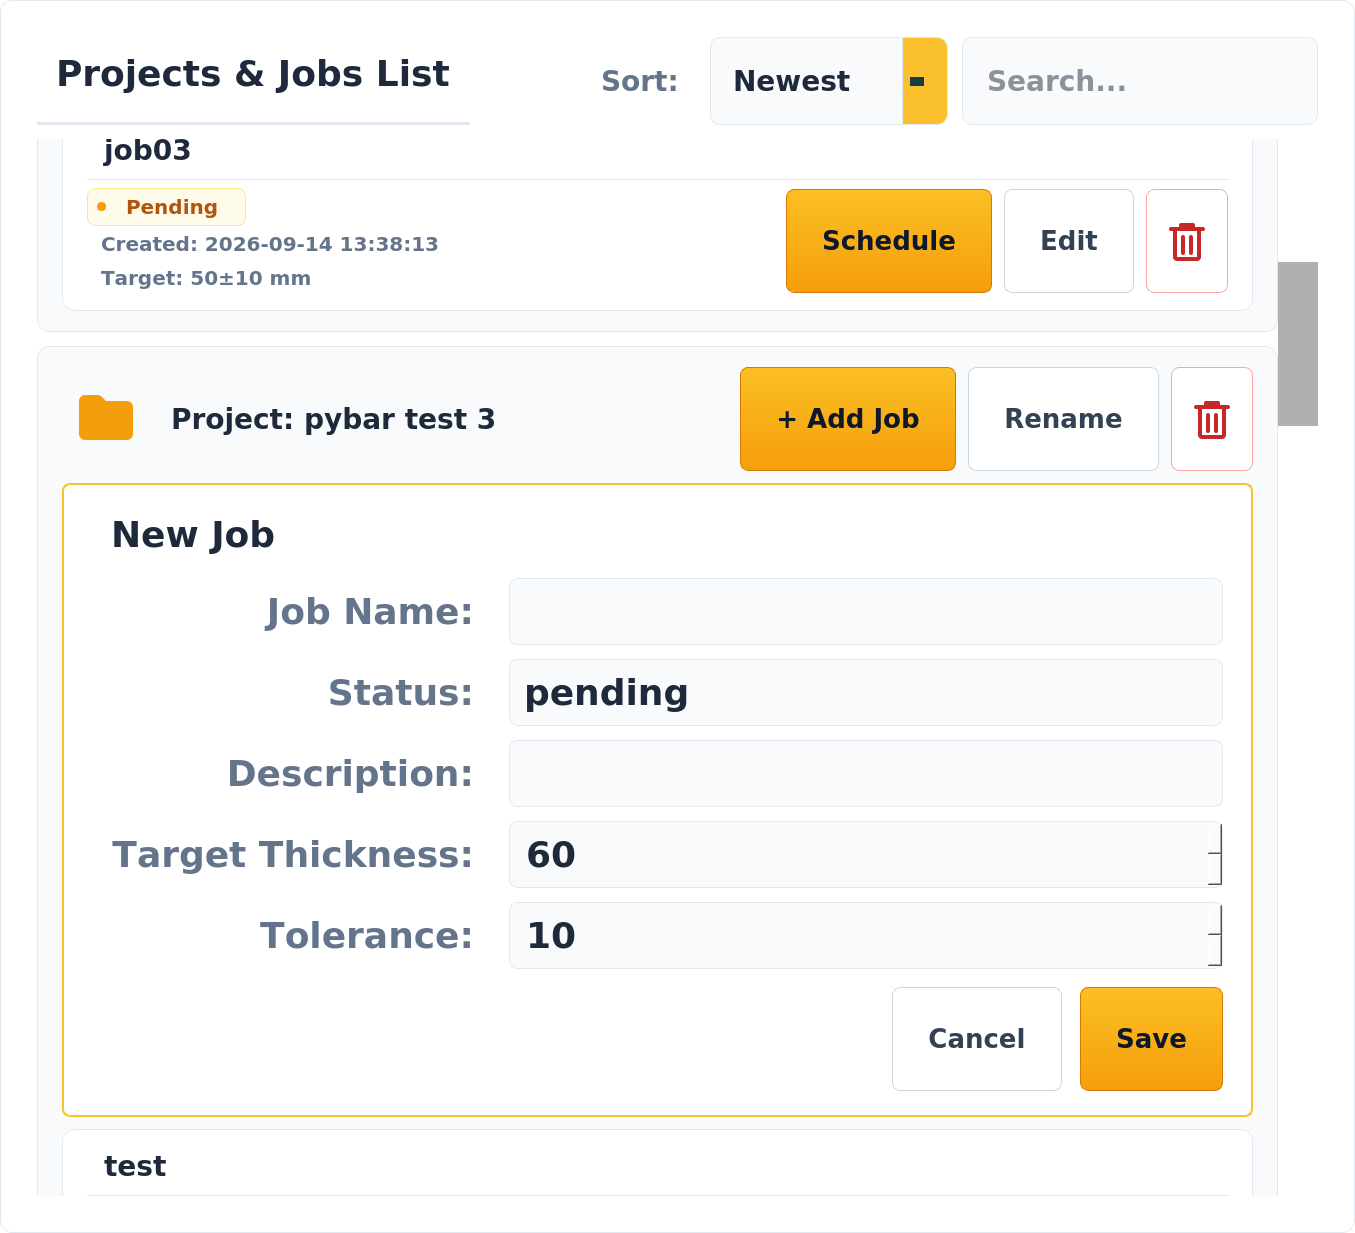 Projects & Jobs List
Sort:
Newest
Search...
job03
Pending
Created: 2026-09-14 13:38:13
Target: 50±10 mm
Schedule
Edit
Project: pybar test 3
+ Add Job
Rename
New Job
Job Name:
Status:
pending
Description:
Target Thickness:
60
Tolerance:
10
Cancel
Save
test